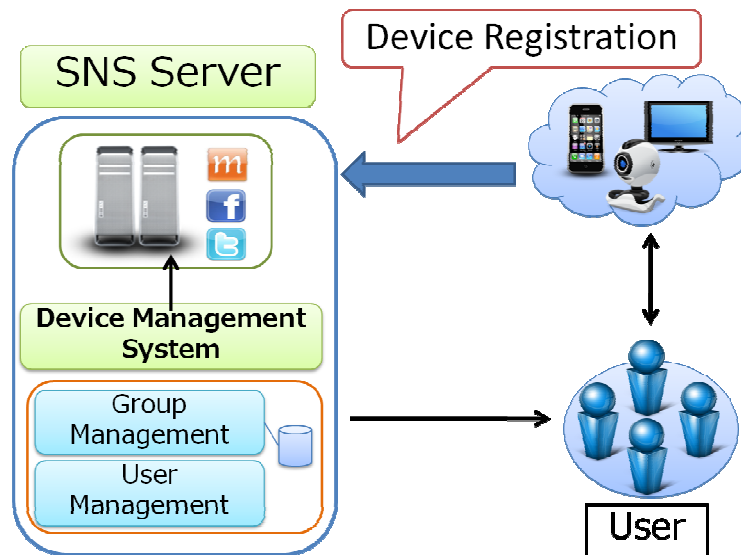 Device Registration
SNS Server
m
f
t
Device Management
System
Group
Management
User
Management
User